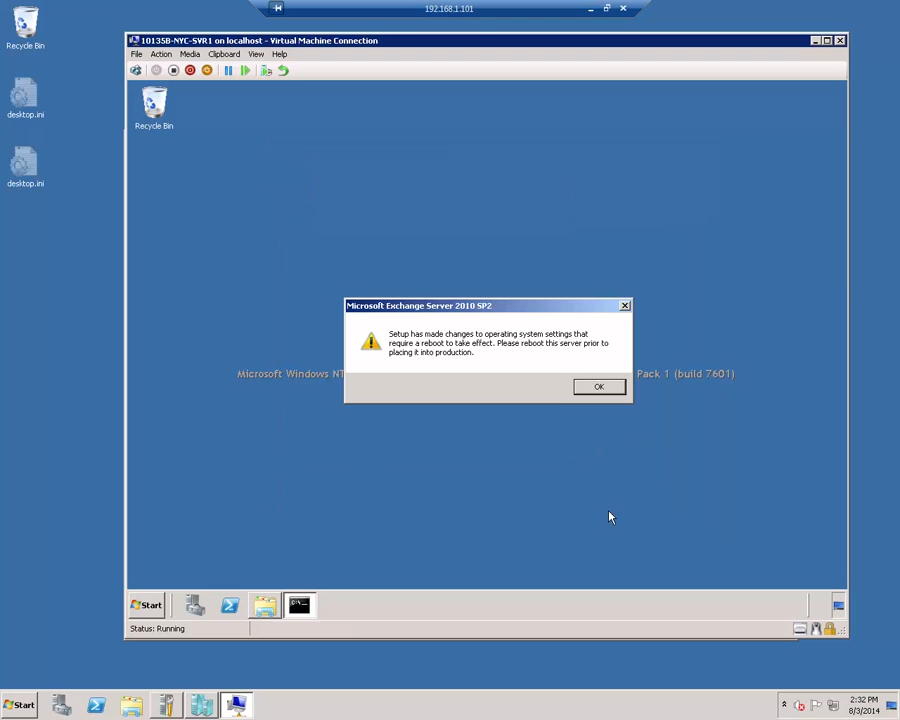 192.168.1.101
Recycle Bin
desktop.ini
desktop.ini
10135B-NYC-SVR1 on localhost - Virtual Machine Connection
File Action Media Clipboard View Help
Recycle Bin
Microsoft Exchange Server 2010 SP2
Setup has made changes to operating system settings that
require a reboot to take effect. Please reboot this server prior to
placing it into production.
OK
Microsoft Windows NT
Pack 1 (build 7601)
Start
Status: Running
Start
2:32 PM
8/3/2014